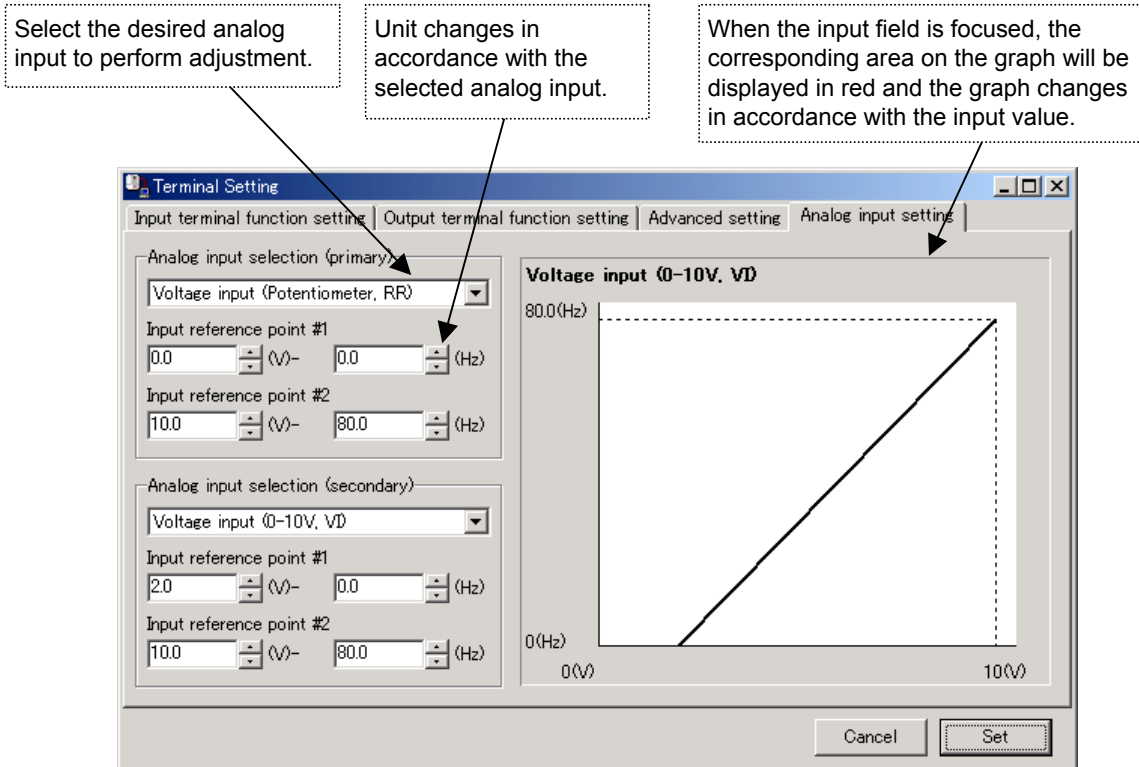 Select the desired analog
input to perform adjustment.
Unit changes in
accordance with the
selected analog input.
When the input field is focused, the
corresponding area on the graph will be
displayed in red and the graph changes
in accordance with the input value.
Terminal Setting
Input terminal function setting Output terminal function setting Advanced setting Analog input setting
Analog input selection (primary)
Voltage input (Potentiometer, RR)
Input reference point #1
0.0 (V)- 0.0 (Hz)
Input reference point #2
10.0 (V)- 80.0 (Hz)
Analog input selection (secondary)
Voltage input (0-10V, VI)
Input reference point #1
2.0 (V)- 0.0 (Hz)
Input reference point #2
10.0 (V)- 80.0 (Hz)
Voltage input (0-10V, VI)
80.0(Hz)
0(Hz)
0(V) 10(V)
Cancel Set